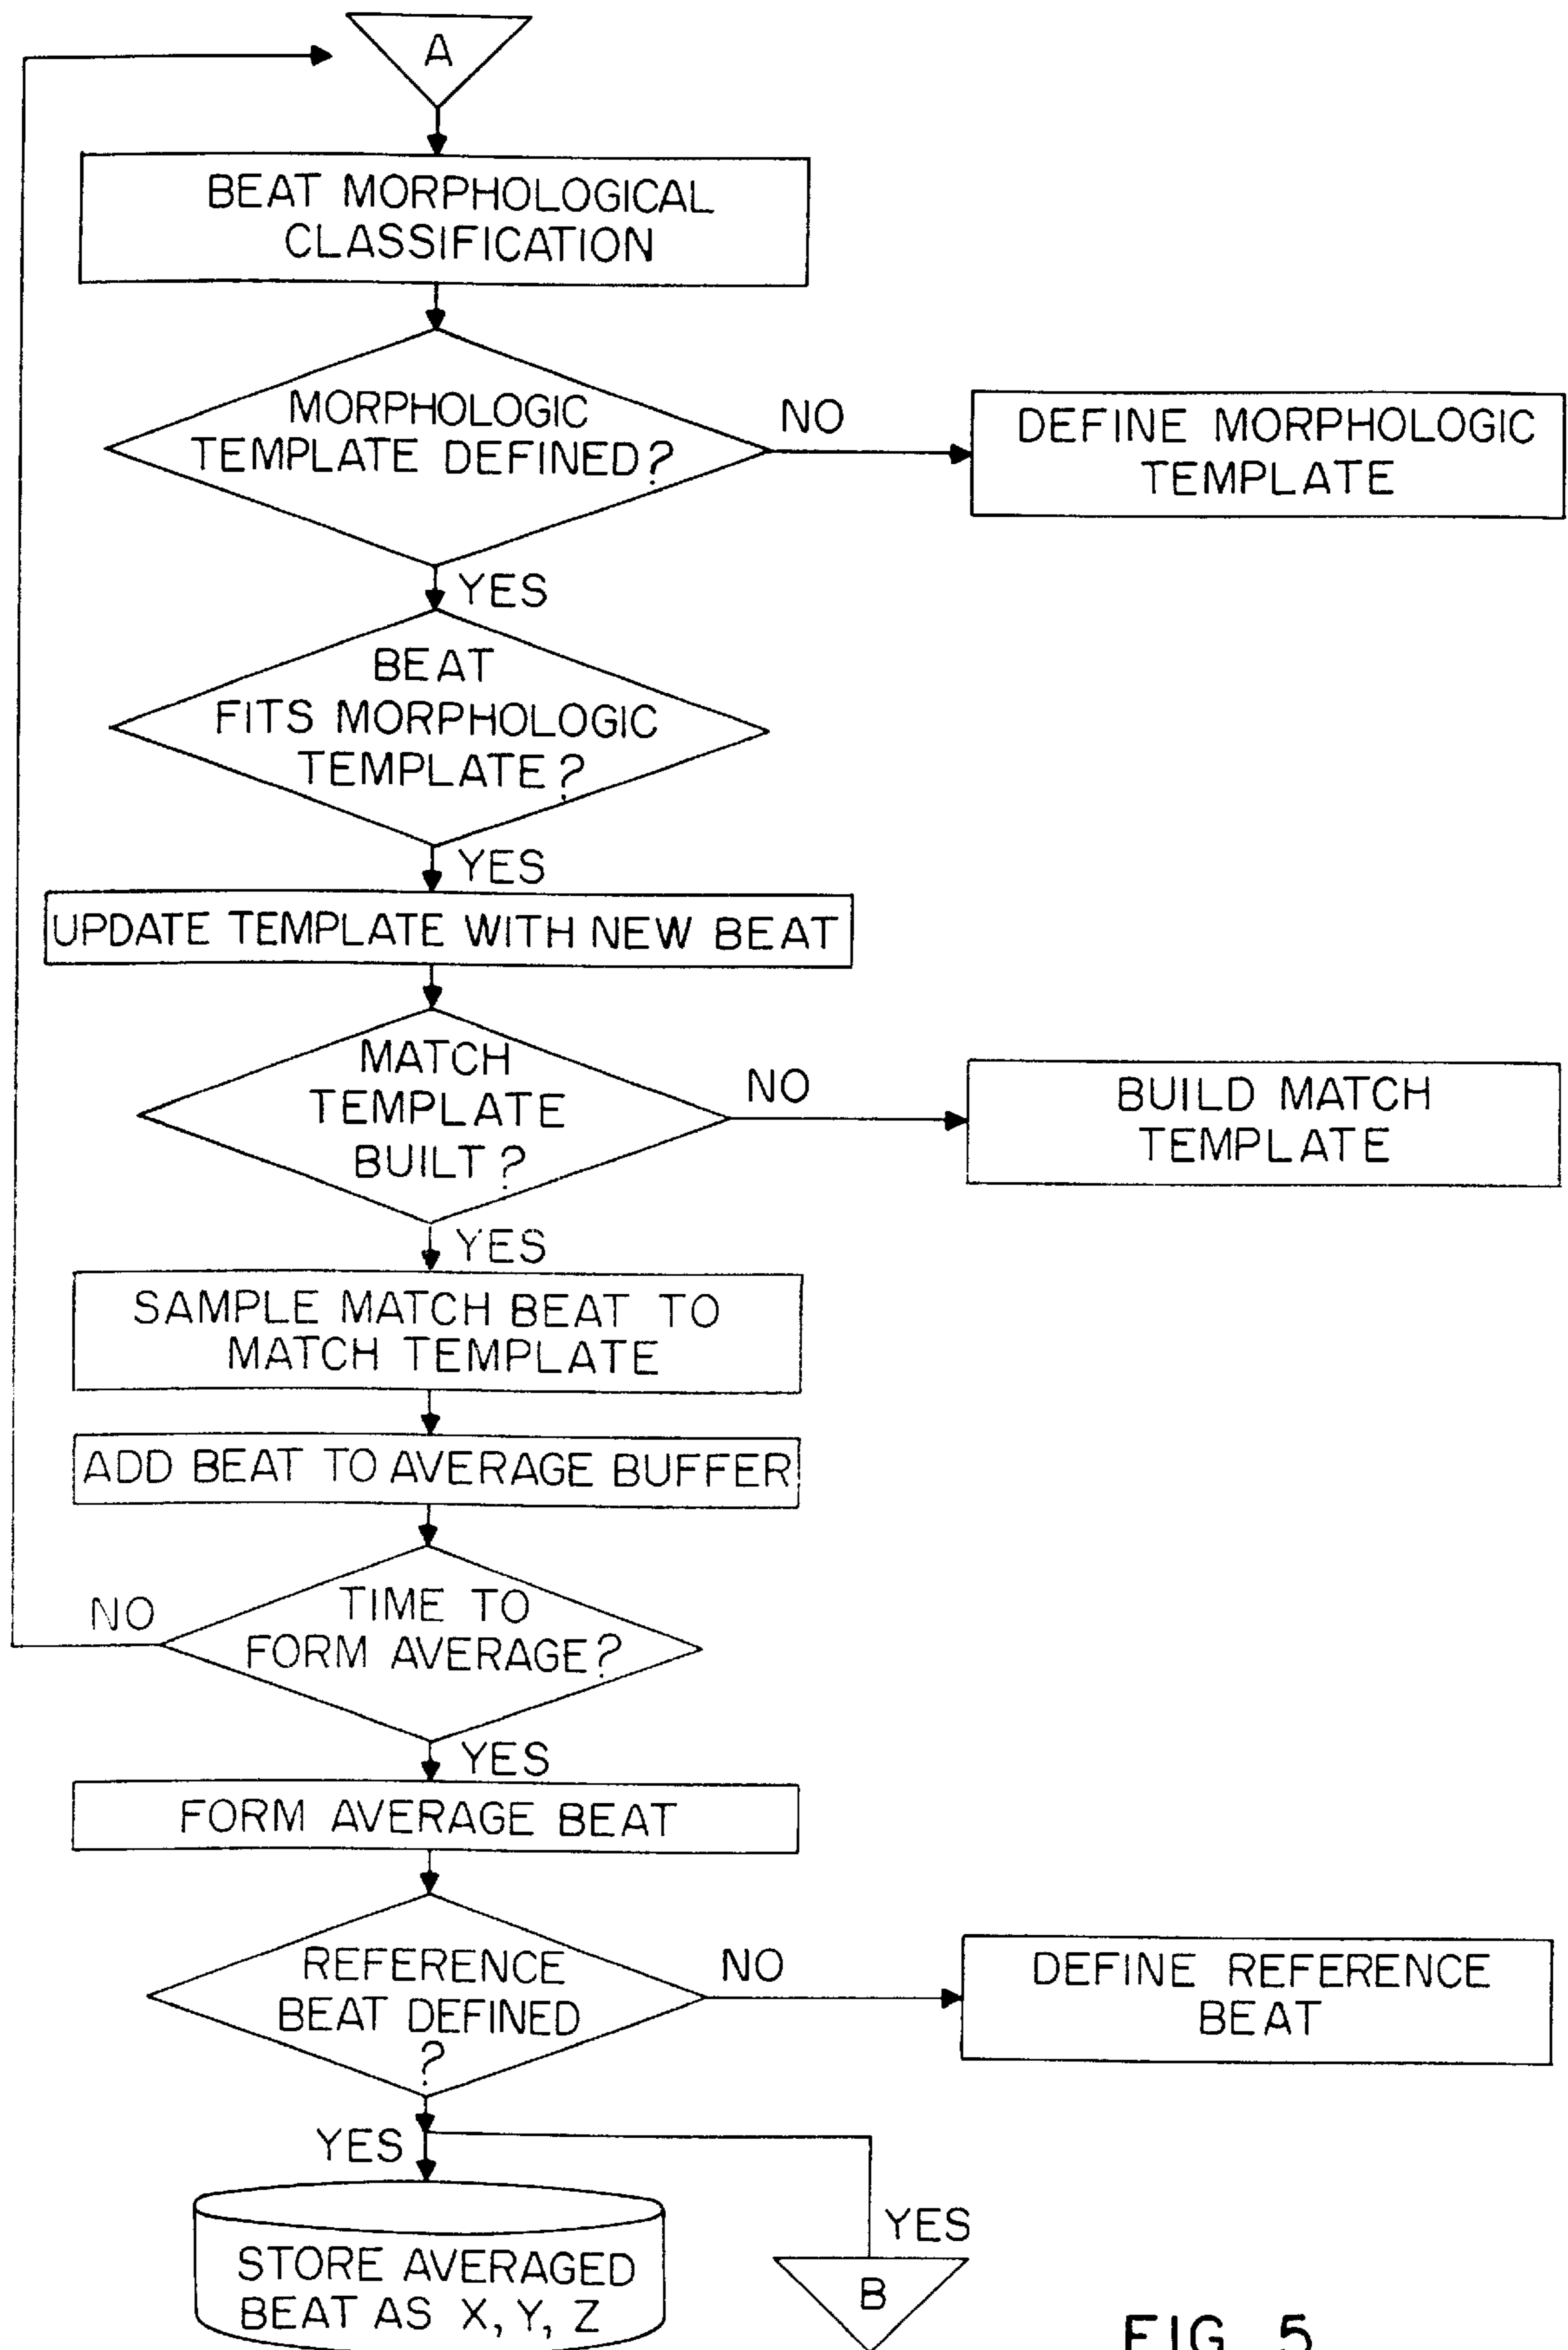 A
BEAT MORPHOLOGICAL
CLASSIFICATION
MORPHOLOGIC
TEMPLATE DEFINED?
NO
DEFINE MORPHOLOGIC
TEMPLATE
YES
BEAT
FITS MORPHOLOGIC
TEMPLATE?
YES
UPDATE TEMPLATE WITH NEW BEAT
MATCH
TEMPLATE
BUILT?
NO
BUILD MATCH
TEMPLATE
YES
SAMPLE MATCH BEAT TO
MATCH TEMPLATE
ADD BEAT TO AVERAGE BUFFER
TIME TO
FORM AVERAGE?
NO
YES
FORM AVERAGE BEAT
REFERENCE
BEAT DEFINED
?
NO
DEFINE REFERENCE
BEAT
YES
STORE AVERAGED
BEAT AS X, Y, Z
YES
B
FIG. 5